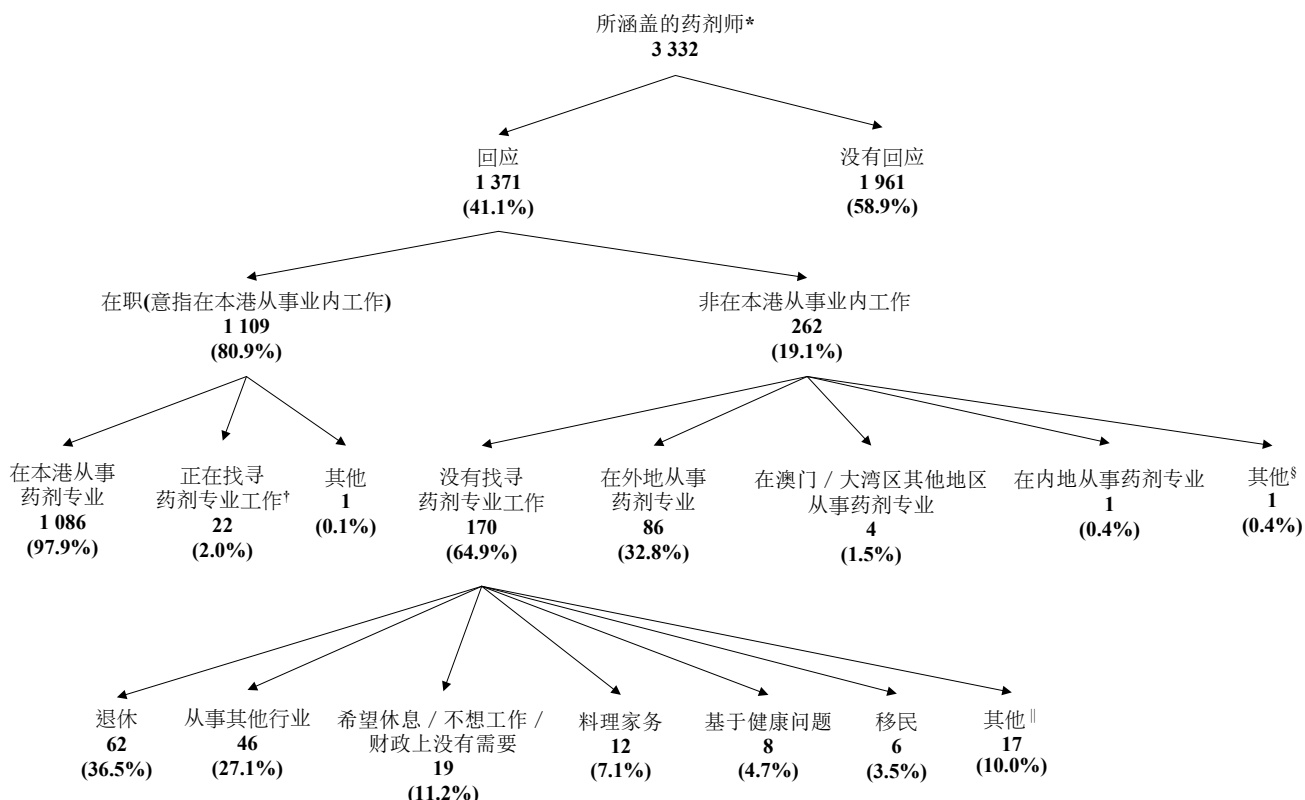 所涵盖的药剂师*
3 332
回应
1 371
(41.1%)
没有回应
1 961
(58.9%)
在职(意指在本港从事业内工作)
1 109
(80.9%)
非在本港从事业内工作
262
(19.1%)
在本港从事
药剂专业
1 086
(97.9%)
正在找寻
药剂专业工作†
22
(2.0%)
其他
1
(0.1%)
没有找寻
药剂专业工作
170
(64.9%)
在外地从事
药剂专业
86
(32.8%)
在澳门 / 大湾区其他地区
从事药剂专业
4
(1.5%)
在内地从事药剂专业
1
(0.4%)
其他§
1
(0.4%)
退休
62
(36.5%)
从事其他行业
46
(27.1%)
希望休息 / 不想工作 /
财政上没有需要
19
(11.2%)
料理家务
12
(7.1%)
基于健康问题
8
(4.7%)
移民
6
(3.5%)
其他||
17
(10.0%)